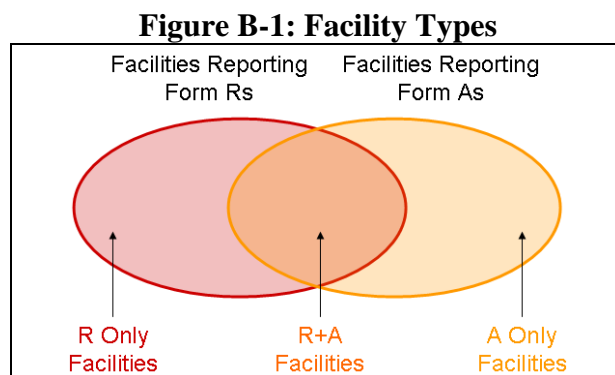 Figure B-1: Facility Types
Facilities Reporting
Form Rs
Facilities Reporting
Form As
R Only
Facilities
R+A
Facilities
A Only
Facilities